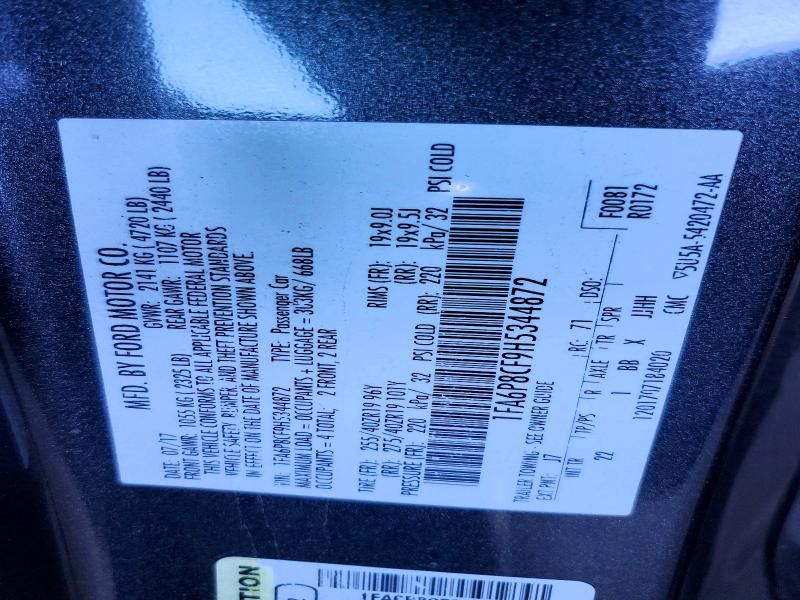 MFD. BY FORD MOTOR CO.
DATE: 07/17 GVWR: 2141 KG ( 4720 LB)
FRONT GAWR: 1055 KG ( 2325 LB) REAR GAWR: 1107 KG ( 2440 LB)
THIS VEHICLE CONFORMS TO ALL APPLICABLE FEDERAL MOTOR
VEHICLE SAFETY, BUMPER, AND THEFT PREVENTION STANDARDS
IN EFFECT ON THE DATE OF MANUFACTURE SHOWN ABOVE
VIN: 1FA6P8CF9H5344872 TYPE: Passenger Car
MAXIMUM LOAD = OCCUPANTS + LUGGAGE = 303KG/ 668LB
OCCUPANTS = 4 TOTAL; 2 FRONT, 2 REAR
TIRE (FR): 255/40ZR19 96Y RIMS (FR): 19x9.0J
(RR): 275/40ZR19 101Y (RR): 19x9.5J
PRESSURE (FR): 220 kPa/ 32 PSI COLD (RR): 220 kPa/ 32 PSI COLD
1FA6P8CF9H5344872
TRAILER TOWING - SEE OWNER GUIDE
EXT PNT: J7 RC: 71 DSO: F0081
R0172
INT TR TP/PS R AXLE TR SPR
22 I BB X JJHH
12017071184020 CMC ▽5U5A-5420472-AA